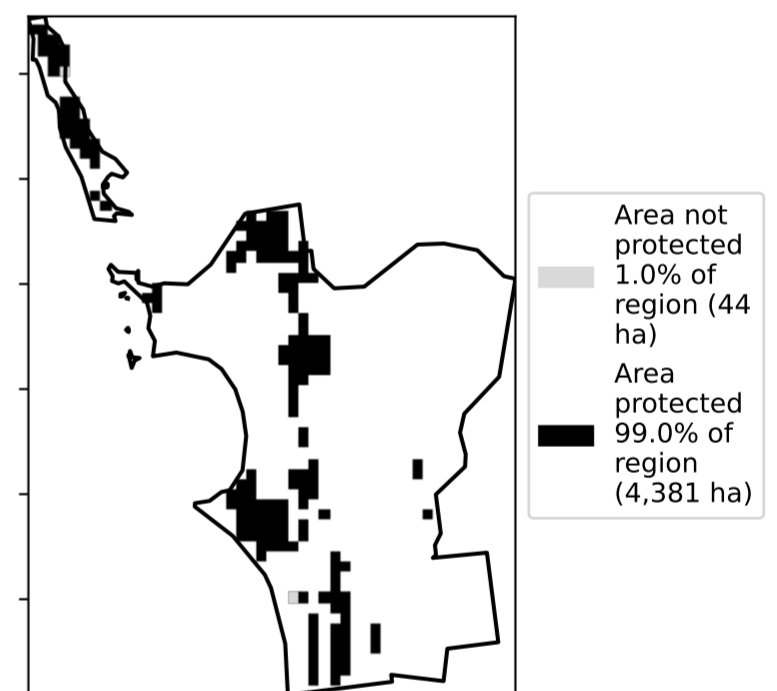 Area not
protected
1.0% of
region (44
ha)
Area
protected
99.0% of
region
(4,381 ha)